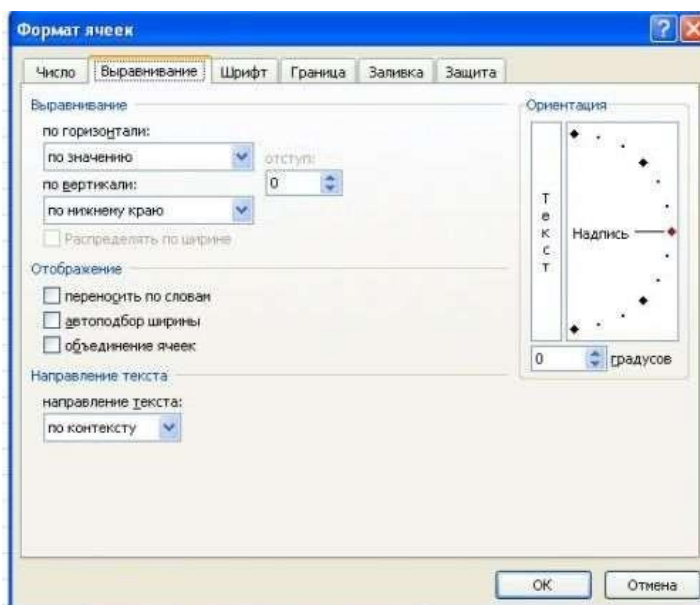 Формат ячеек
Число Выравнивание Шрифт Граница Заливка Защита
Выравнивание
по горизонтали:
по значению
отступ:
по вертикали:
0
по нижнему краю
Распределять по ширине
Отображение
переносить по словам
автоподбор ширины
объединение ячеек
Направление текста
направление текста:
по контексту
Ориентация
Текст
Надпись
0 градусов
ОК Отмена